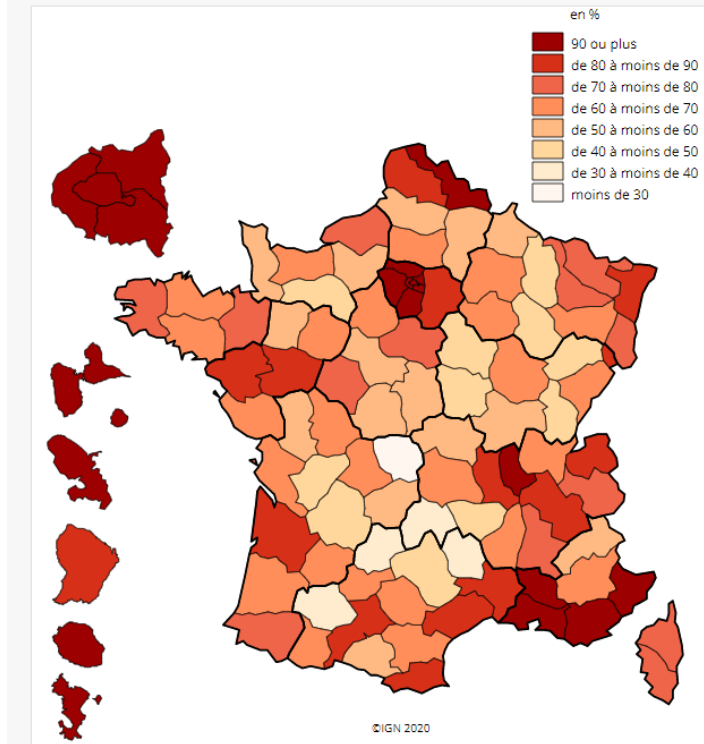 en %
90 ou plus
de 80 à moins de 90
de 70 à moins de 80
de 60 à moins de 70
de 50 à moins de 60
de 40 à moins de 50
de 30 à moins de 40
moins de 30
©IGN 2020